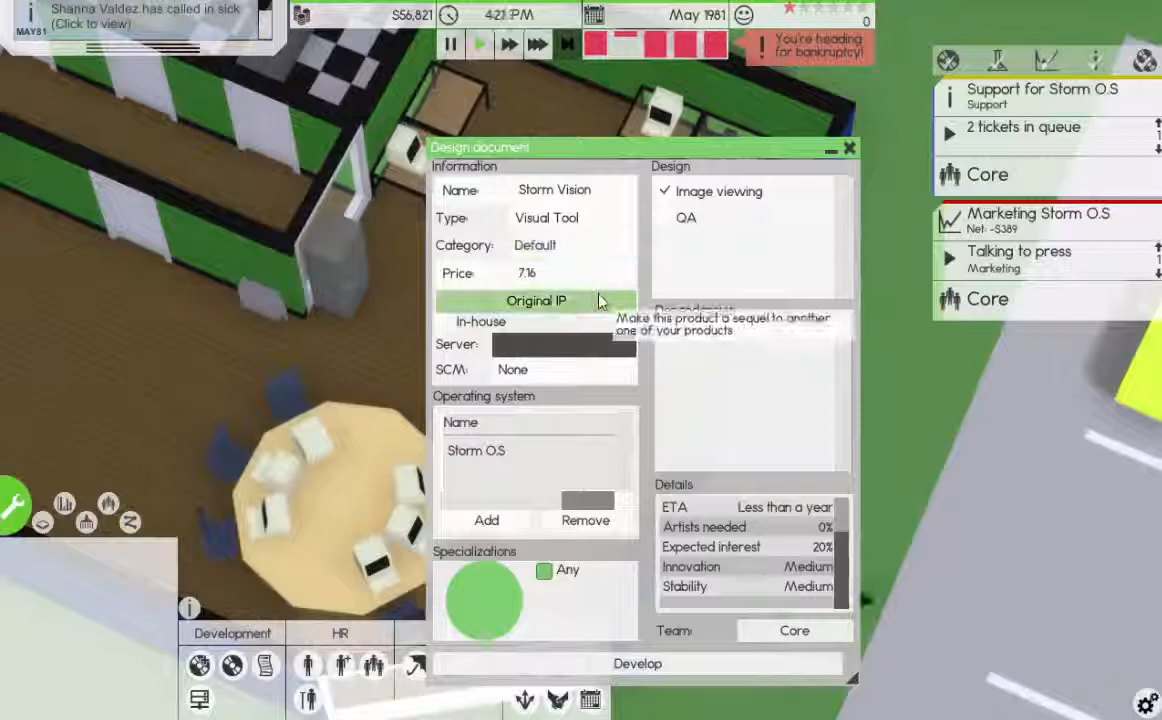 Shanna Valdez has called in sick
(Click to view)
MAY81
$56,821
4:21 PM
May 1981
0
You're heading
for bankruptcy!
Support for Storm O.S
Support
2 tickets in queue
1
Core
Marketing Storm O.S
Net: -$389
Talking to press
Marketing
1
Core
Design document
Information
Name: Storm Vision
Type: Visual Tool
Category: Default
Price: 7.16
Original IP
In-house
Server:
SCM: None
Operating system
Name
Storm O.S
Add
Remove
Specializations
Any
Design
Image viewing
QA
Make this product a sequel to another
one of your products
Details
ETA Less than a year
Artists needed 0%
Expected interest 20%
Innovation Medium
Stability Medium
Team: Core
Develop
Development
HR